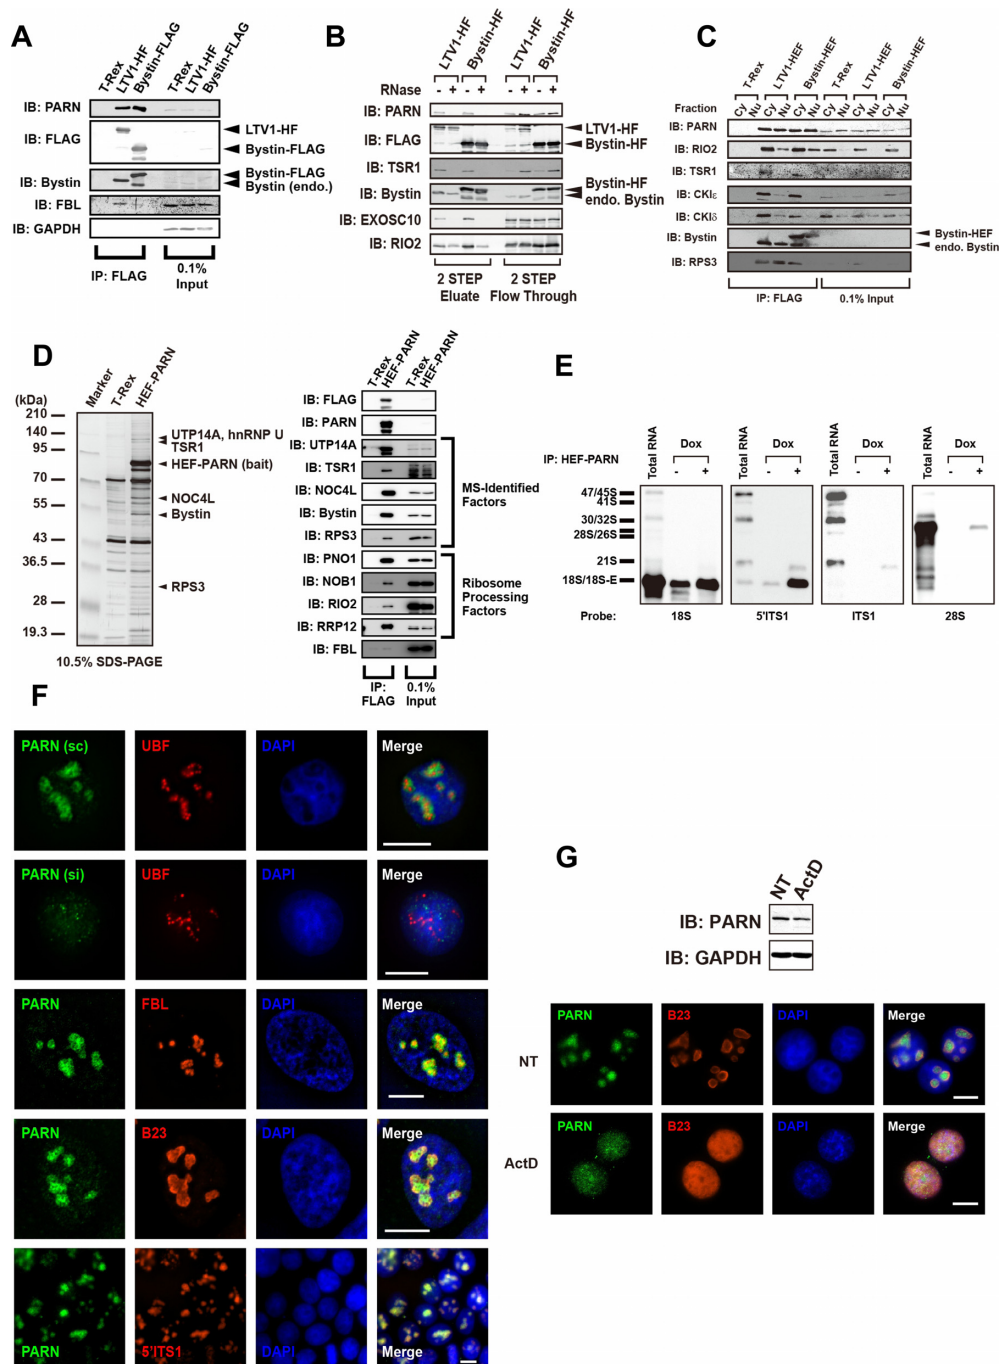 A
T-Rex
LTV1-HF
Bystin-FLAG
T-Rex
LTV1-HF
Bystin-FLAG
IB: PARN
IB: FLAG
LTV1-HF
Bystin-FLAG
IB: Bystin
Bystin-FLAG
Bystin (endo.)
IB: FBL
IB: GAPDH
IP: FLAG
0.1%
Input
B
LTV1-HF
Bystin-HF
LTV1-HF
Bystin-HF
- + - + RNase - + - +
IB: PARN
IB: FLAG
LTV1-HF
Bystin-HF
IB: TSR1
IB: Bystin
Bystin-HF
endo. Bystin
IB: EXOSC10
IB: RIO2
2 STEP
Eluate
2 STEP
Flow Through
C
T-Rex
LTV1-HEF
Bystin-HEF
T-Rex
LTV1-HEF
Bystin-HEF
Fraction Cy Nu Cy Nu Cy Nu Cy Nu Cy Nu Cy Nu
IB: PARN
IB: RIO2
IB: TSR1
IB: CKIε
IB: CKIδ
IB: Bystin
Bystin-HEF
endo. Bystin
IB: RPS3
IP: FLAG
0.1% Input
D
(kDa)
Marker
T-Rex
HEF-PARN
210
140
95
70
55
43
36.5
28
19.3
UTP14A, hnRNP U
TSR1
HEF-PARN (bait)
NOC4L
Bystin
RPS3
10.5% SDS-PAGE
T-Rex
HEF-PARN
T-Rex
HEF-PARN
IB: FLAG
IB: PARN
IB: UTP14A
IB: TSR1
IB: NOC4L
IB: Bystin
IB: RPS3
MS-Identified
Factors
IB: PNO1
IB: NOB1
IB: RIO2
IB: RRP12
Ribosome
Processing
Factors
IB: FBL
IP:
FLAG
0.1%
Input
E
IP: HEF-PARN
Total RNA
Dox
- +
Total RNA
Dox
- +
Total RNA
Dox
- +
Total RNA
Dox
- +
47/45S
41S
30/32S
28S/26S
21S
18S/18S-E
Probe: 18S 5'ITS1 ITS1 28S
F
PARN (sc) UBF DAPI Merge
PARN (si) UBF DAPI Merge
PARN FBL DAPI Merge
PARN B23 DAPI Merge
PARN 5'ITS1 DAPI Merge
G
NT
ActD
IB: PARN
IB: GAPDH
NT
PARN B23 DAPI Merge
ActD
PARN B23 DAPI Merge